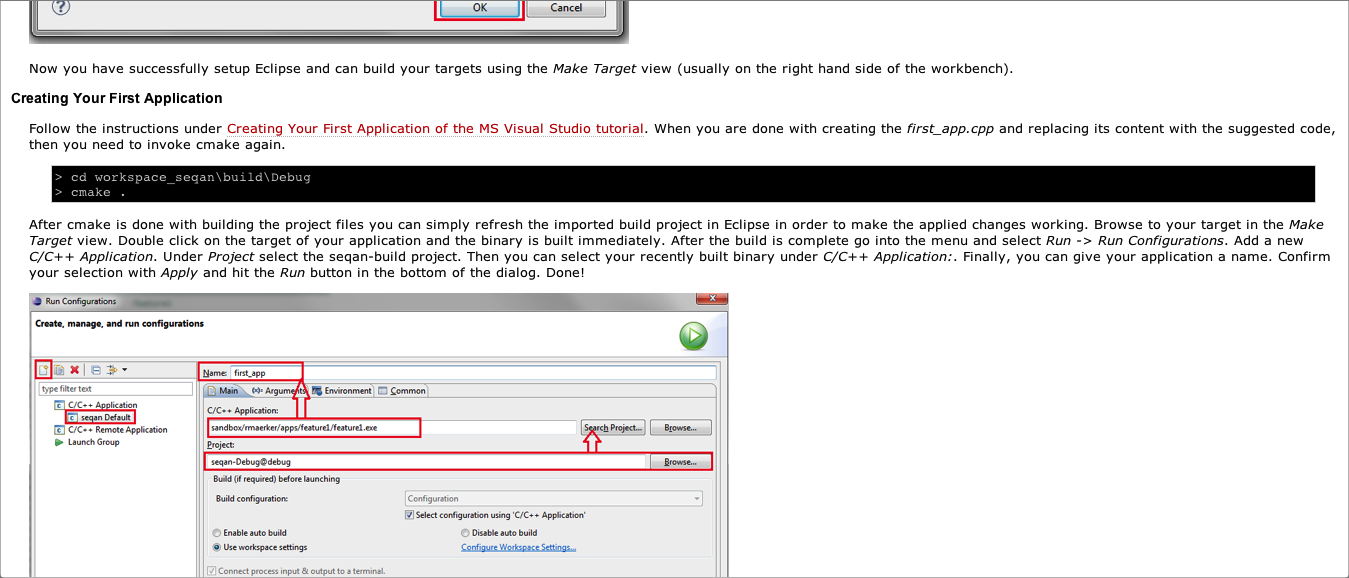 ?
OK
Cancel
Now you have successfully setup Eclipse and can build your targets using the Make Target view (usually on the right hand side of the workbench).
Creating Your First Application
Follow the instructions under Creating Your First Application of the MS Visual Studio tutorial. When you are done with creating the first_app.cpp and replacing its content with the suggested code,
then you need to invoke cmake again.
> cd workspace_seqan\build\Debug
> cmake .
After cmake is done with building the project files you can simply refresh the imported build project in Eclipse in order to make the applied changes working. Browse to your target in the Make
Target view. Double click on the target of your application and the binary is built immediately. After the build is complete go into the menu and select Run -> Run Configurations. Add a new
C/C++ Application. Under Project select the seqan-build project. Then you can select your recently built binary under C/C++ Application:. Finally, you can give your application a name. Confirm
your selection with Apply and hit the Run button in the bottom of the dialog. Done!
Run Configurations
Create, manage, and run configurations
type filter text
C/C++ Application
seqan Default
C/C++ Remote Application
Launch Group
Name: first_app
Main Arguments Environment Common
C/C++ Application:
sandbox/rmaerker/apps/feature1/feature1.exe
Search Project... Browse...
Project:
seqan-Debug@debug Browse...
Build (if required) before launching
Build configuration: Configuration
Select configuration using 'C/C++ Application'
Enable auto build Disable auto build
Use workspace settings Configure Workspace Settings...
Connect process input & output to a terminal.